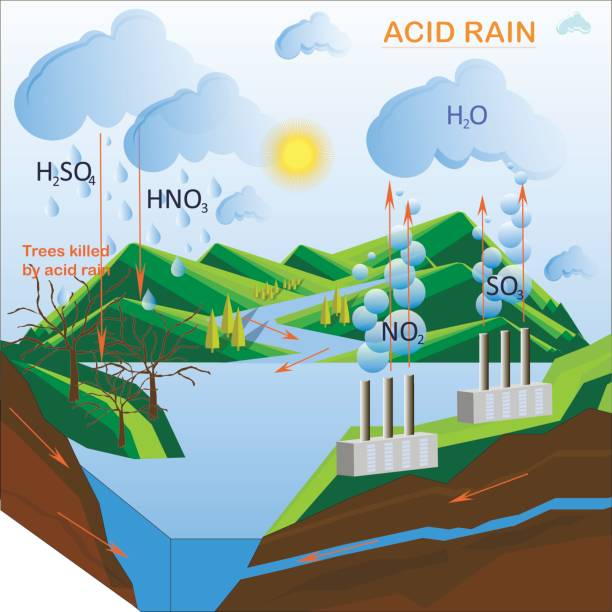 ACID RAIN
H₂O
H₂SO₄
HNO₃
Trees killed
by acid rain
SO₃
NO₂